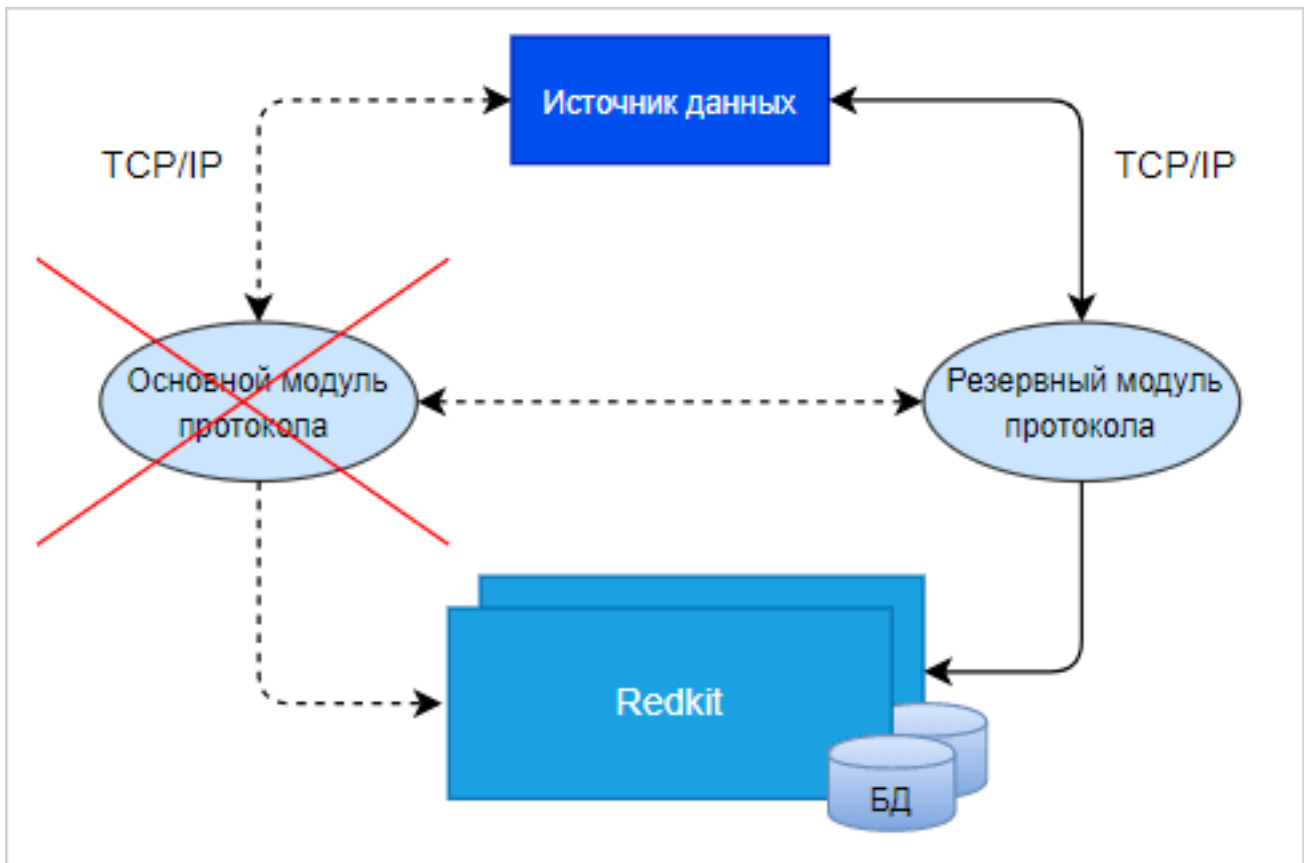 Источник данных
TCP/IP
TCP/IP
Основной модуль
протокола
Резервный модуль
протокола
Redkit
БД